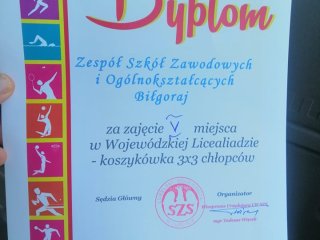 Dyplom
Zespół Szkół Zawodowych
i Ogólnokształcących
Biłgoraj
za zajęcie V miejsca
w Wojewódzkiej Licealiadzie
- koszykówka 3x3 chłopców
Sędzia Główny
Organizator
SZS